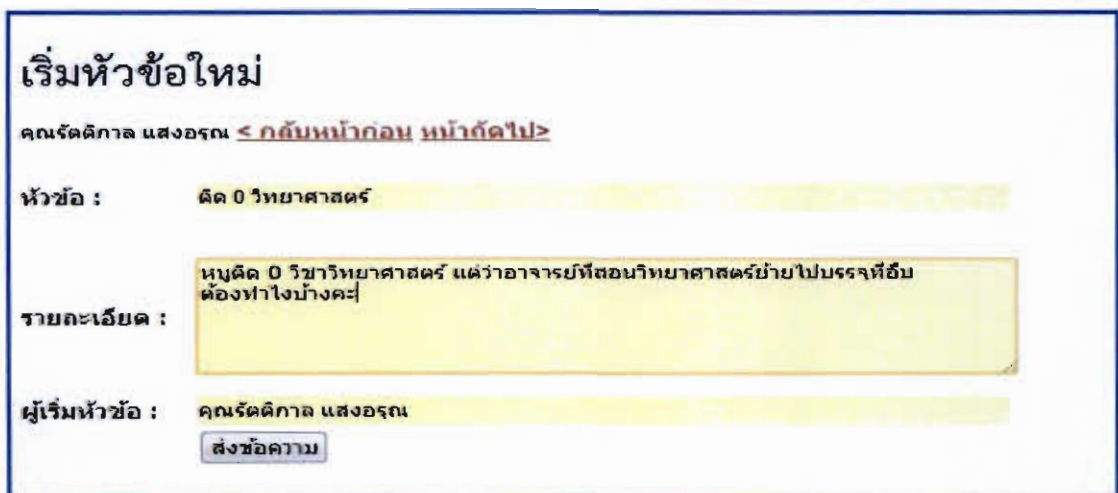 เริ่มหัวข้อใหม่
คุณรัตติกาล แสงอรุณ < กลับหน้าก่อน หน้าถัดไป>
หัวข้อ : ติด 0 วิทยาศาสตร์
หนูติด 0 วิชาวิทยาศาสตร์ แต่ว่าอาจารย์ที่สอนวิทยาศาสตร์ย้ายไปบรรจุที่อื่น
ต้องทำไงบ้างคะ
รายละเอียด :
ผู้เริ่มหัวข้อ : คุณรัตติกาล แสงอรุณ
ส่งข้อความ